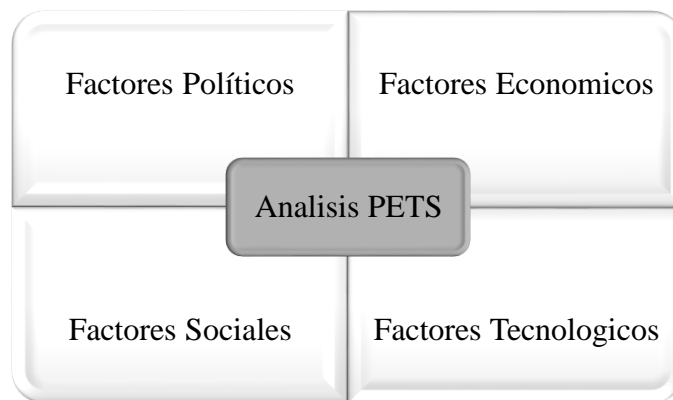 Factores Políticos
Factores Economicos
Analisis PETS
Factores Sociales
Factores Tecnologicos